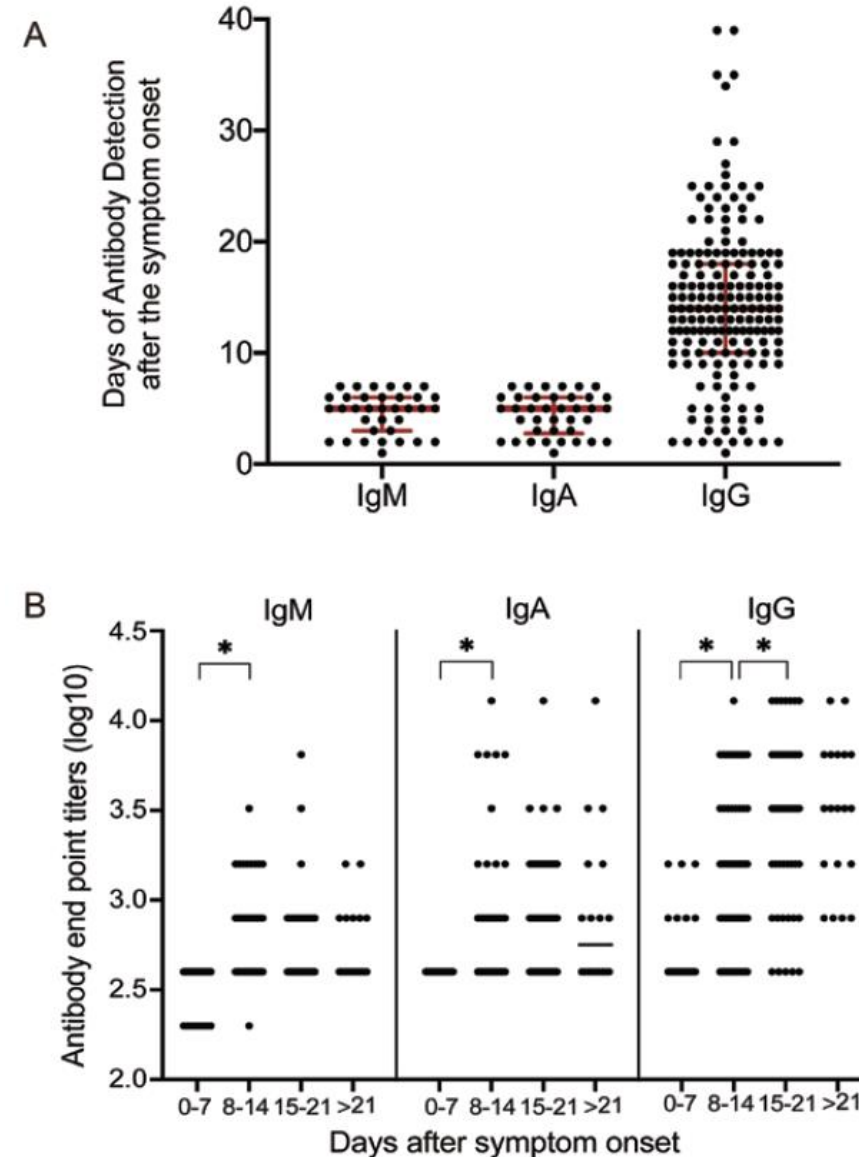 A
Days of Antibody Detection
after the symptom onset
40
30
20
10
0
IgM IgA IgG
B
IgM IgA IgG
Antibody end point titers (log10)
4.5
4.0
3.5
3.0
2.5
2.0
* * * *
0-7 8-14 15-21 >21 0-7 8-14 15-21 >21 0-7 8-14 15-21 >21
Days after symptom onset